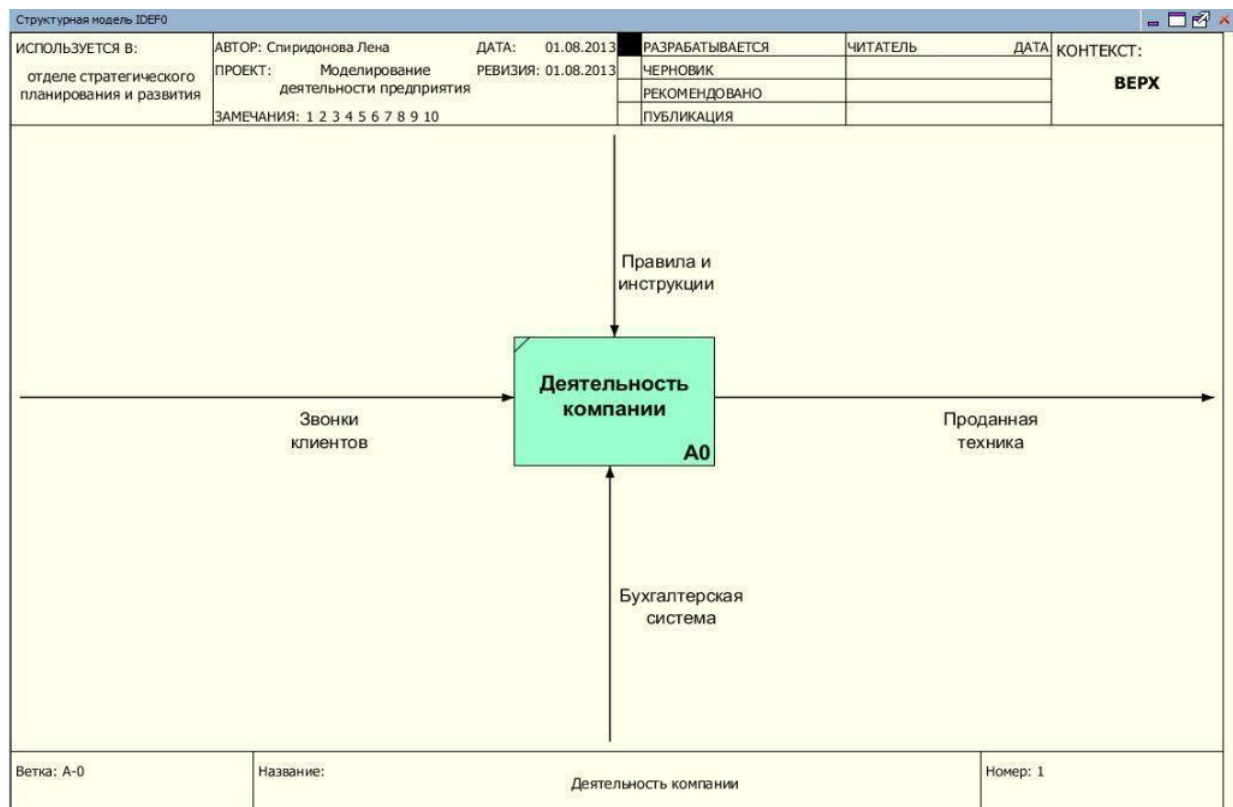 Структурная модель IDEF0
ИСПОЛЬЗУЕТСЯ В:
отделе стратегического
планирования и развития
АВТОР: Спиридонова Лена
ДАТА: 01.08.2013
ПРОЕКТ: Моделирование
деятельности предприятия
РЕВИЗИЯ: 01.08.2013
ЗАМЕЧАНИЯ: 1 2 3 4 5 6 7 8 9 10
РАЗРАБАТЫВАЕТСЯ
ЧЕРНОВИК
РЕКОМЕНДОВАНО
ПУБЛИКАЦИЯ
ЧИТАТЕЛЬ
ДАТА
КОНТЕКСТ:
ВЕРХ
Правила и
инструкции
Деятельность
компании
A0
Звонки
клиентов
Проданная
техника
Бухгалтерская
система
Ветка: A-0
Название:
Деятельность компании
Номер: 1